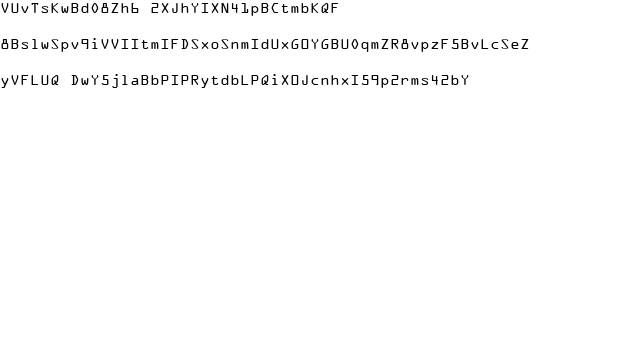 VUvTsKwBd08Zh6 2XJhYIXN41pBCtmbKQF
8BslwSpv9iVVIItmIFDSxoSnmIdUxGOYGBU0qmZR8vpzF5BvLcSeZ
yVFLUQ DwY5jlaBbPIPRytdbLPQiXOJcnhxI59p2rms42bY